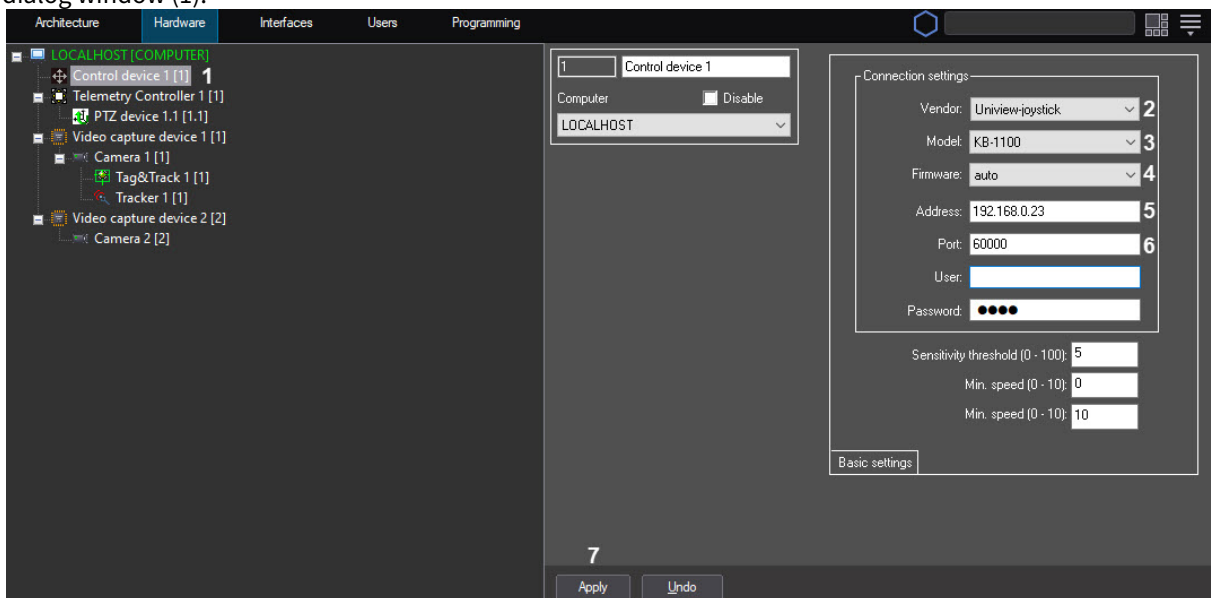 dialog window (1).
Architecture Hardware Interfaces Users Programming
LOCALHOST [COMPUTER]
Control device 1 [1] 1
Telemetry Controller 1 [1]
PTZ device 1.1 [1.1]
Video capture device 1 [1]
Camera 1 [1]
Tag&Track 1 [1]
Tracker 1 [1]
Video capture device 2 [2]
Camera 2 [2]
1 Control device 1
Computer Disable
LOCALHOST
Connection settings
Vendor: Uniview-joystick 2
Model: KB-1100 3
Firmware: auto 4
Address: 192.168.0.23 5
Port: 60000 6
User:
Password: ●●●●
Sensitivity threshold (0 - 100): 5
Min. speed (0 - 10): 0
Min. speed (0 - 10): 10
Basic settings
7
Apply Undo